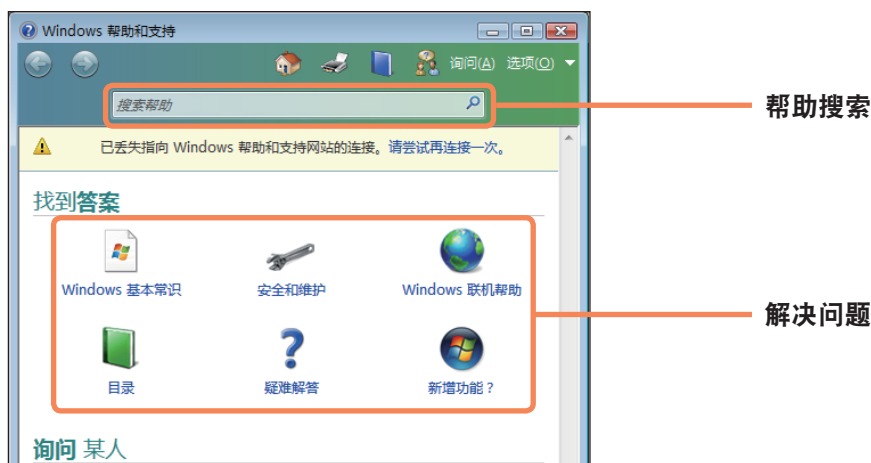 Windows 帮助和支持
询问(A) 选项(O)
搜索帮助
帮助搜索
已丢失指向 Windows 帮助和支持网站的连接。请尝试再连接一次。
找到答案
Windows 基本常识 安全和维护 Windows 联机帮助
解决问题
目录 疑难解答 新增功能？
询问 某人